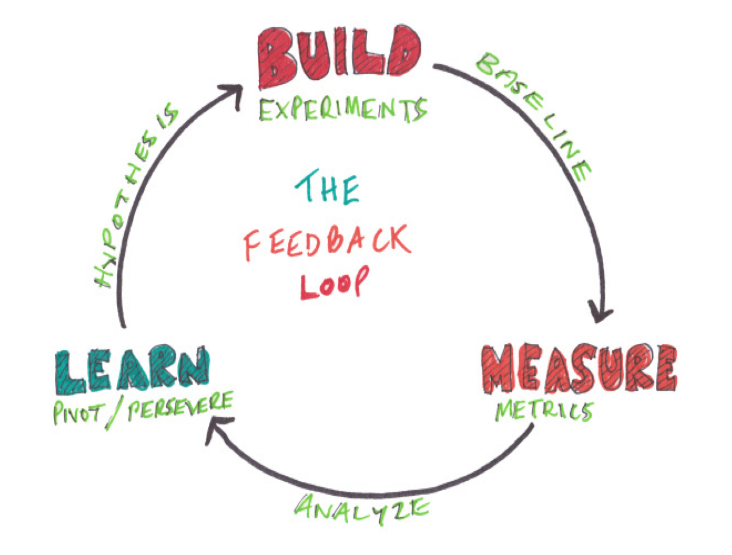 BUILD
EXPERIMENTS
BASELINE
HYPOTHESIS
THE
FEEDBACK
LOOP
LEARN
PIVOT/PERSEVERE
MEASURE
METRICS
ANALYZE